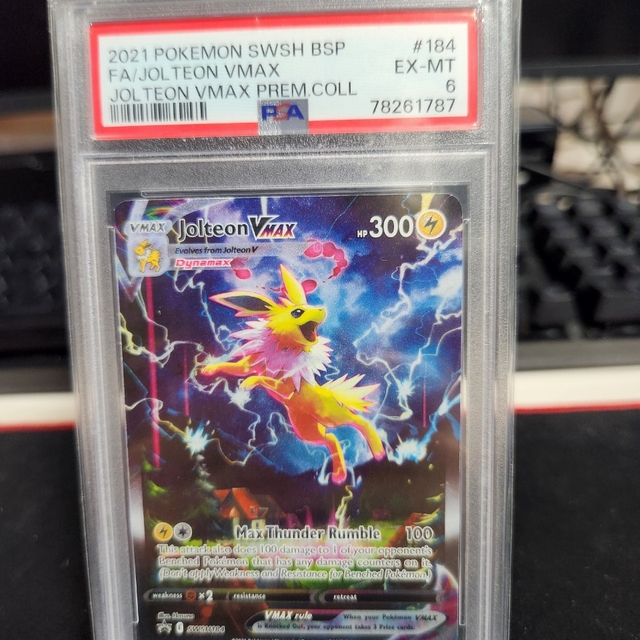 2021 POKEMON SWSH BSP #184
FA/JOLTEON VMAX EX-MT
JOLTEON VMAX PREM.COLL 6
PSA 78261787
VMAX Jolteon VMAX HP 300
Evolves from Jolteon V
Dynamax
Max Thunder Rumble 100
This attack also does 100 damage to 1 of your opponent's
Benched Pokémon that has any damage counters on it.
(Don't apply Weakness and Resistance for Benched Pokémon.)
weakness ×2 resistance retreat
VMAX rule When your Pokémon VMAX
is Knocked Out, your opponent takes 3 Prize cards.
SWSH184